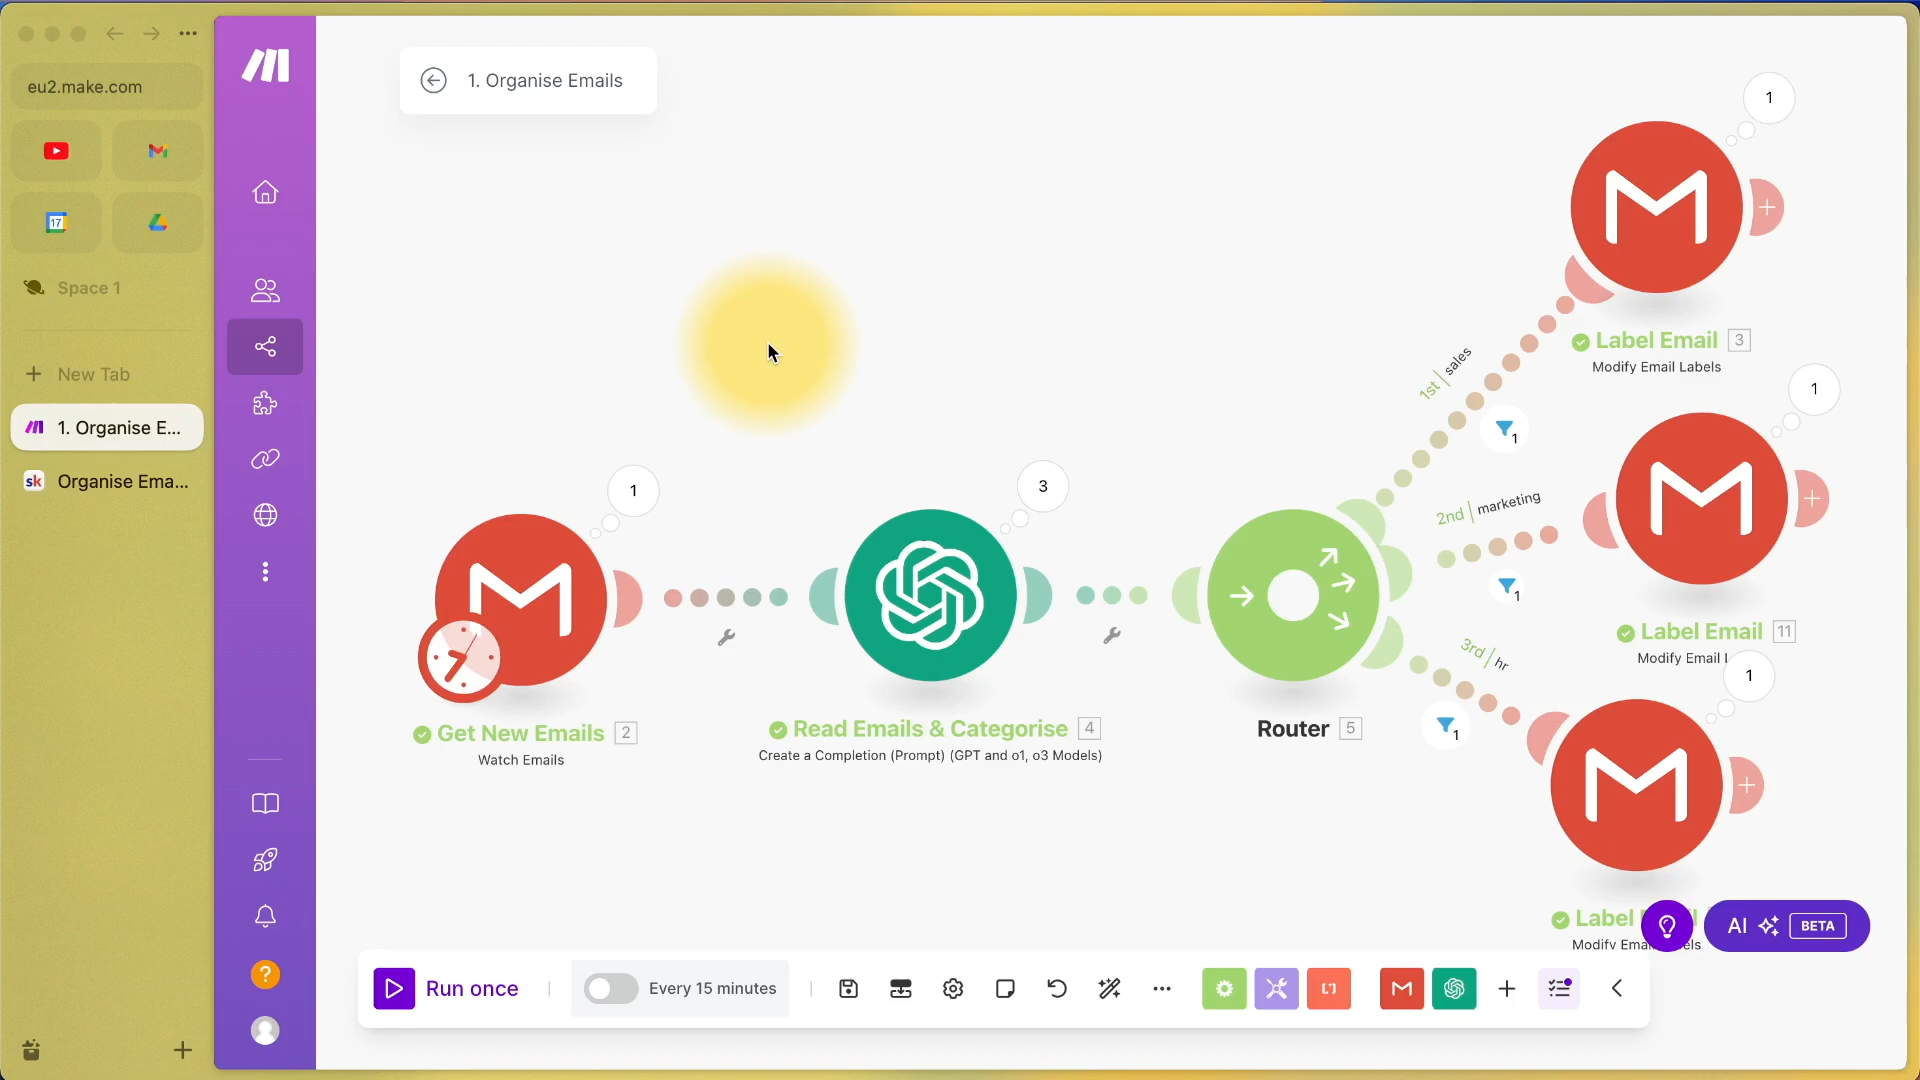 eu2.make.com
17
Space 1
New Tab
1. Organise E...
sk
Organise Ema...
?
1. Organise Emails
1
Get New Emails 2
Watch Emails
3
Read Emails & Categorise 4
Create a Completion (Prompt) (GPT and o1, o3 Models)
Router 5
1st | sales
1
2nd | marketing
1
3rd | hr
1
1
Label Email 3
Modify Email Labels
1
Label Email 11
Modify Email L
1
Label
Modify Ema
Run once
Every 15 minutes
AI BETA